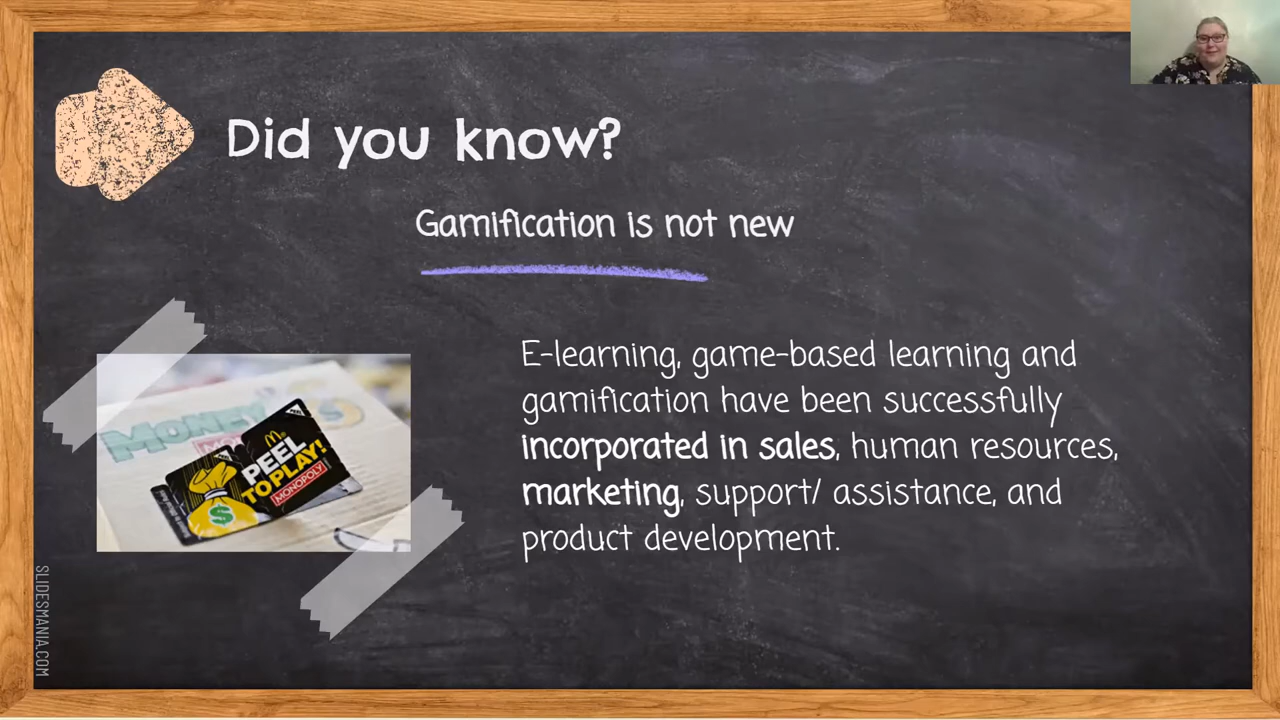 Did you know?
Gamification is not new
E-learning, game-based learning and
gamification have been successfully
incorporated in sales, human resources,
marketing, support/ assistance, and
product development.
MONEY
PEEL
TO PLAY!
MONOPOLY
$
SLIDESMANIA.COM